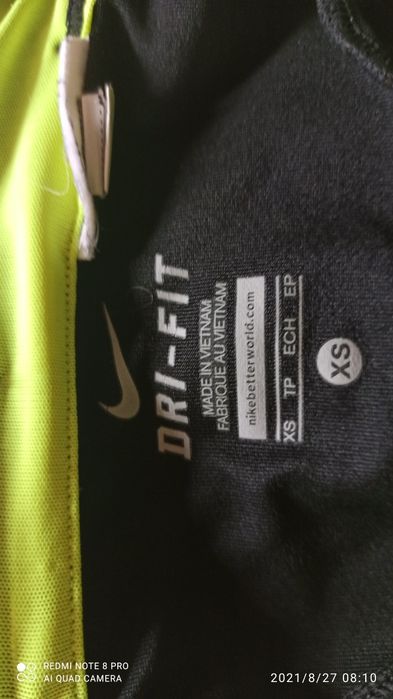 DRI-FIT
MADE IN VIETNAM
FABRIQUE AU VIETNAM
nikebetterworld.com
XS TP ECH EP
XS
REDMI NOTE 8 PRO
AI QUAD CAMERA
2021/8/27 08:10